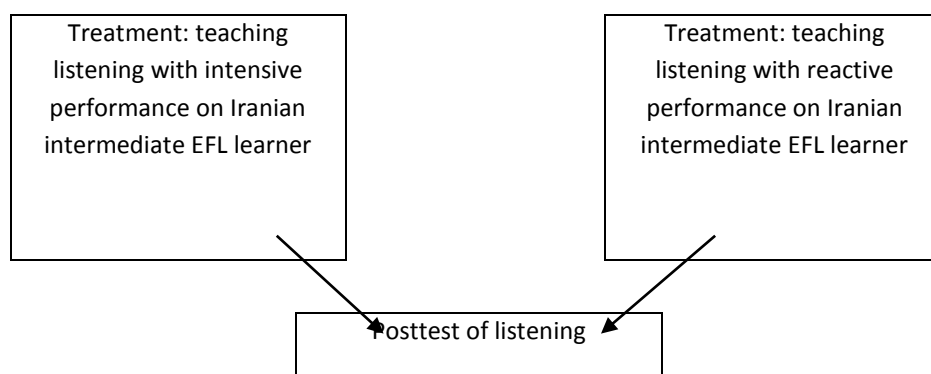 Treatment: teaching
listening with intensive
performance on Iranian
intermediate EFL learner
Treatment: teaching
listening with reactive
performance on Iranian
intermediate EFL learner
Posttest of listening